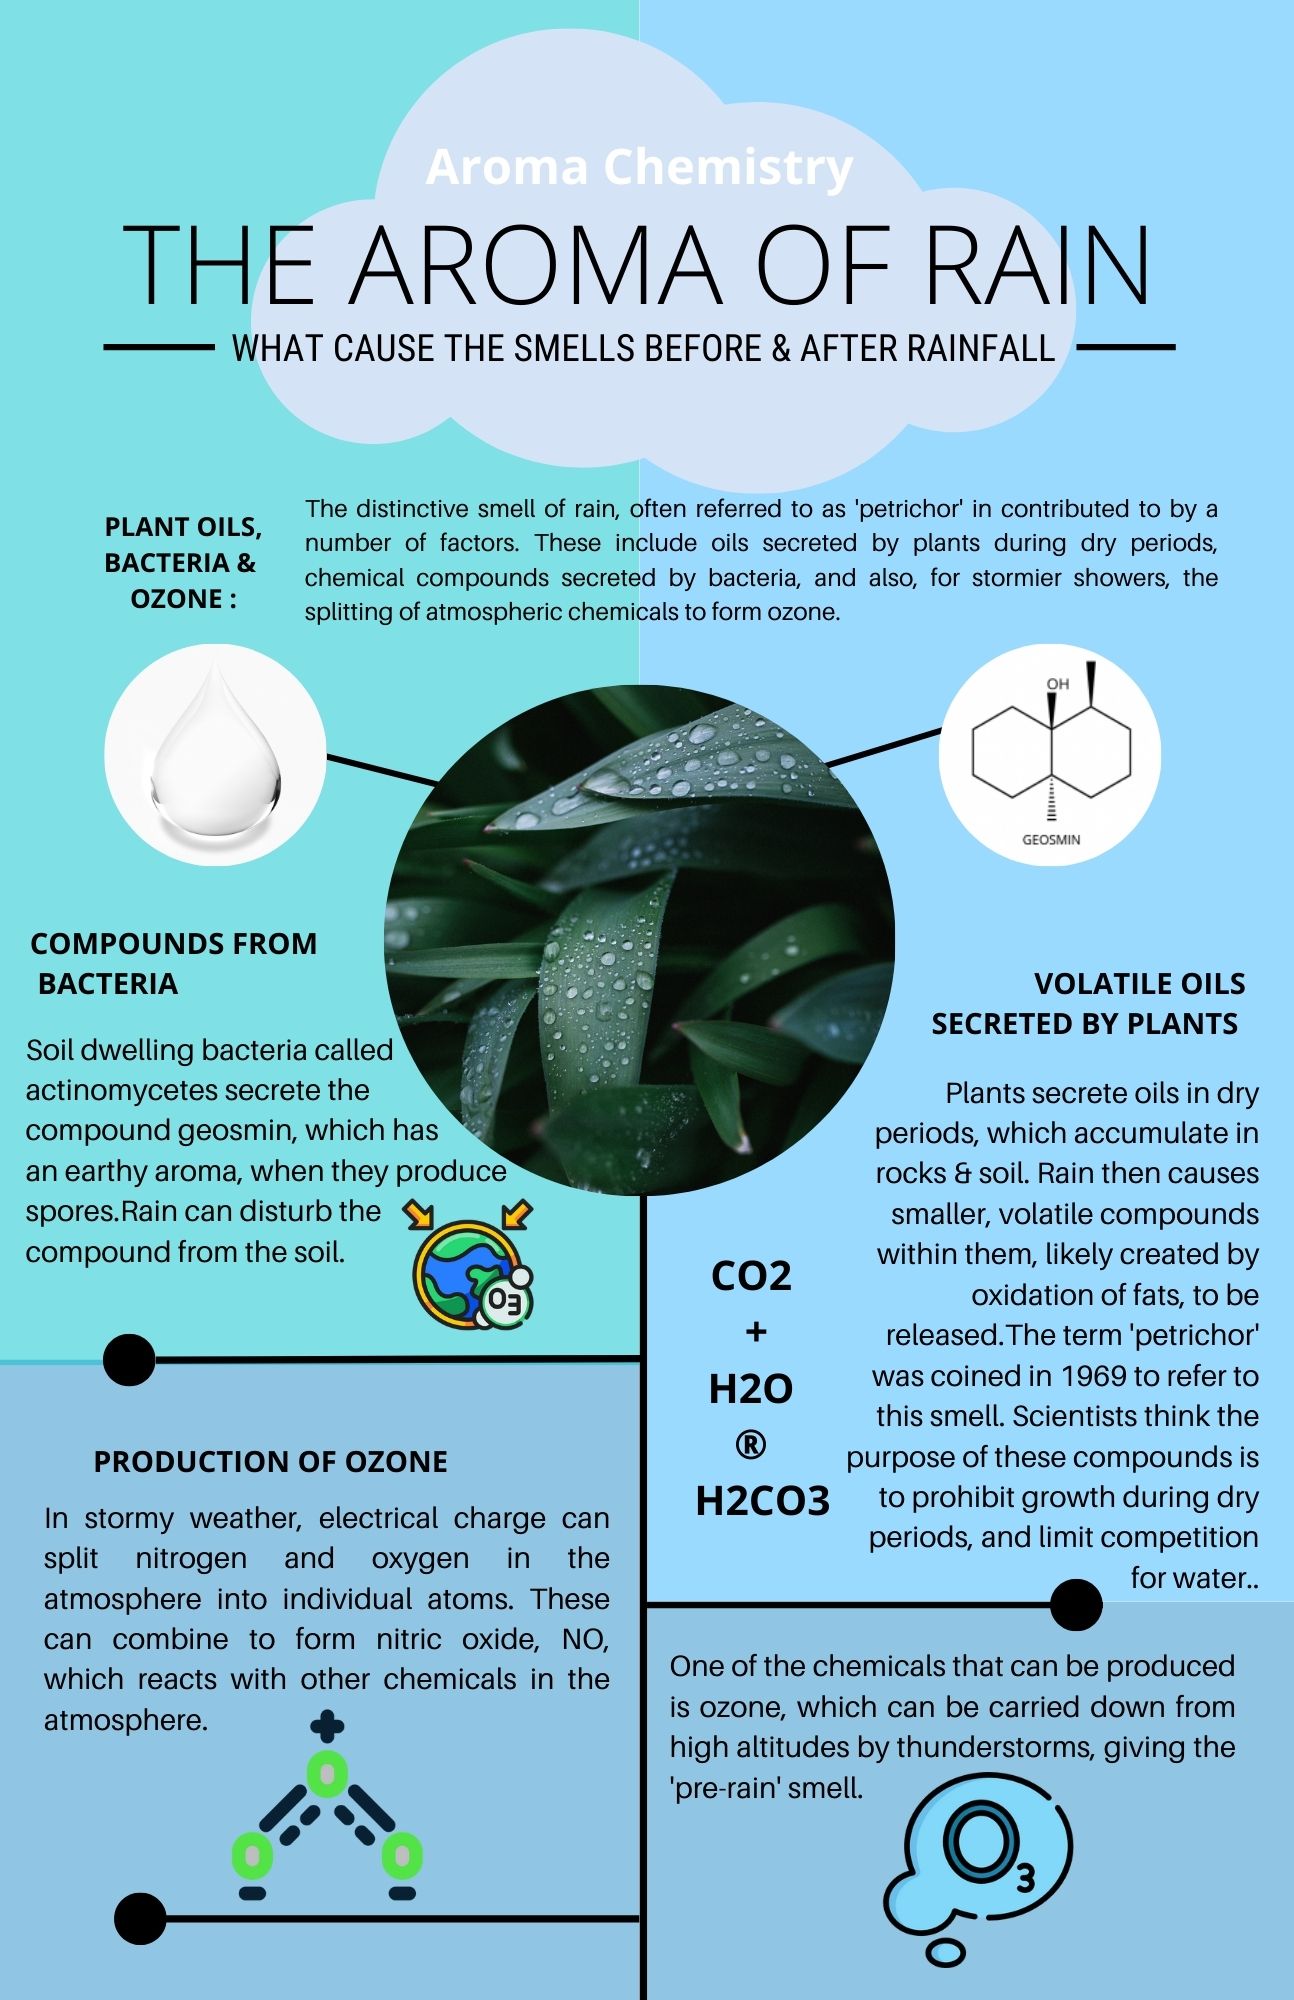 Aroma Chemistry
THE AROMA OF RAIN
WHAT CAUSE THE SMELLS BEFORE & AFTER RAINFALL
PLANT OILS,
BACTERIA &
OZONE :
The distinctive smell of rain, often referred to as 'petrichor' in contributed to by a
number of factors. These include oils secreted by plants during dry periods,
chemical compounds secreted by bacteria, and also, for stormier showers, the
splitting of atmospheric chemicals to form ozone.
OH
GEOSMIN
COMPOUNDS FROM
BACTERIA
Soil dwelling bacteria called
actinomycetes secrete the
compound geosmin, which has
an earthy aroma, when they produce
spores.Rain can disturb the
compound from the soil.
O3
VOLATILE OILS
SECRETED BY PLANTS
Plants secrete oils in dry
periods, which accumulate in
rocks & soil. Rain then causes
smaller, volatile compounds
within them, likely created by
oxidation of fats, to be
released.The term 'petrichor'
was coined in 1969 to refer to
this smell. Scientists think the
purpose of these compounds is
to prohibit growth during dry
periods, and limit competition
for water..
CO2
+
H2O
®
H2CO3
PRODUCTION OF OZONE
In stormy weather, electrical charge can
split nitrogen and oxygen in the
atmosphere into individual atoms. These
can combine to form nitric oxide, NO,
which reacts with other chemicals in the
atmosphere.
+
O
O O
- -
One of the chemicals that can be produced
is ozone, which can be carried down from
high altitudes by thunderstorms, giving the
'pre-rain' smell.
O3